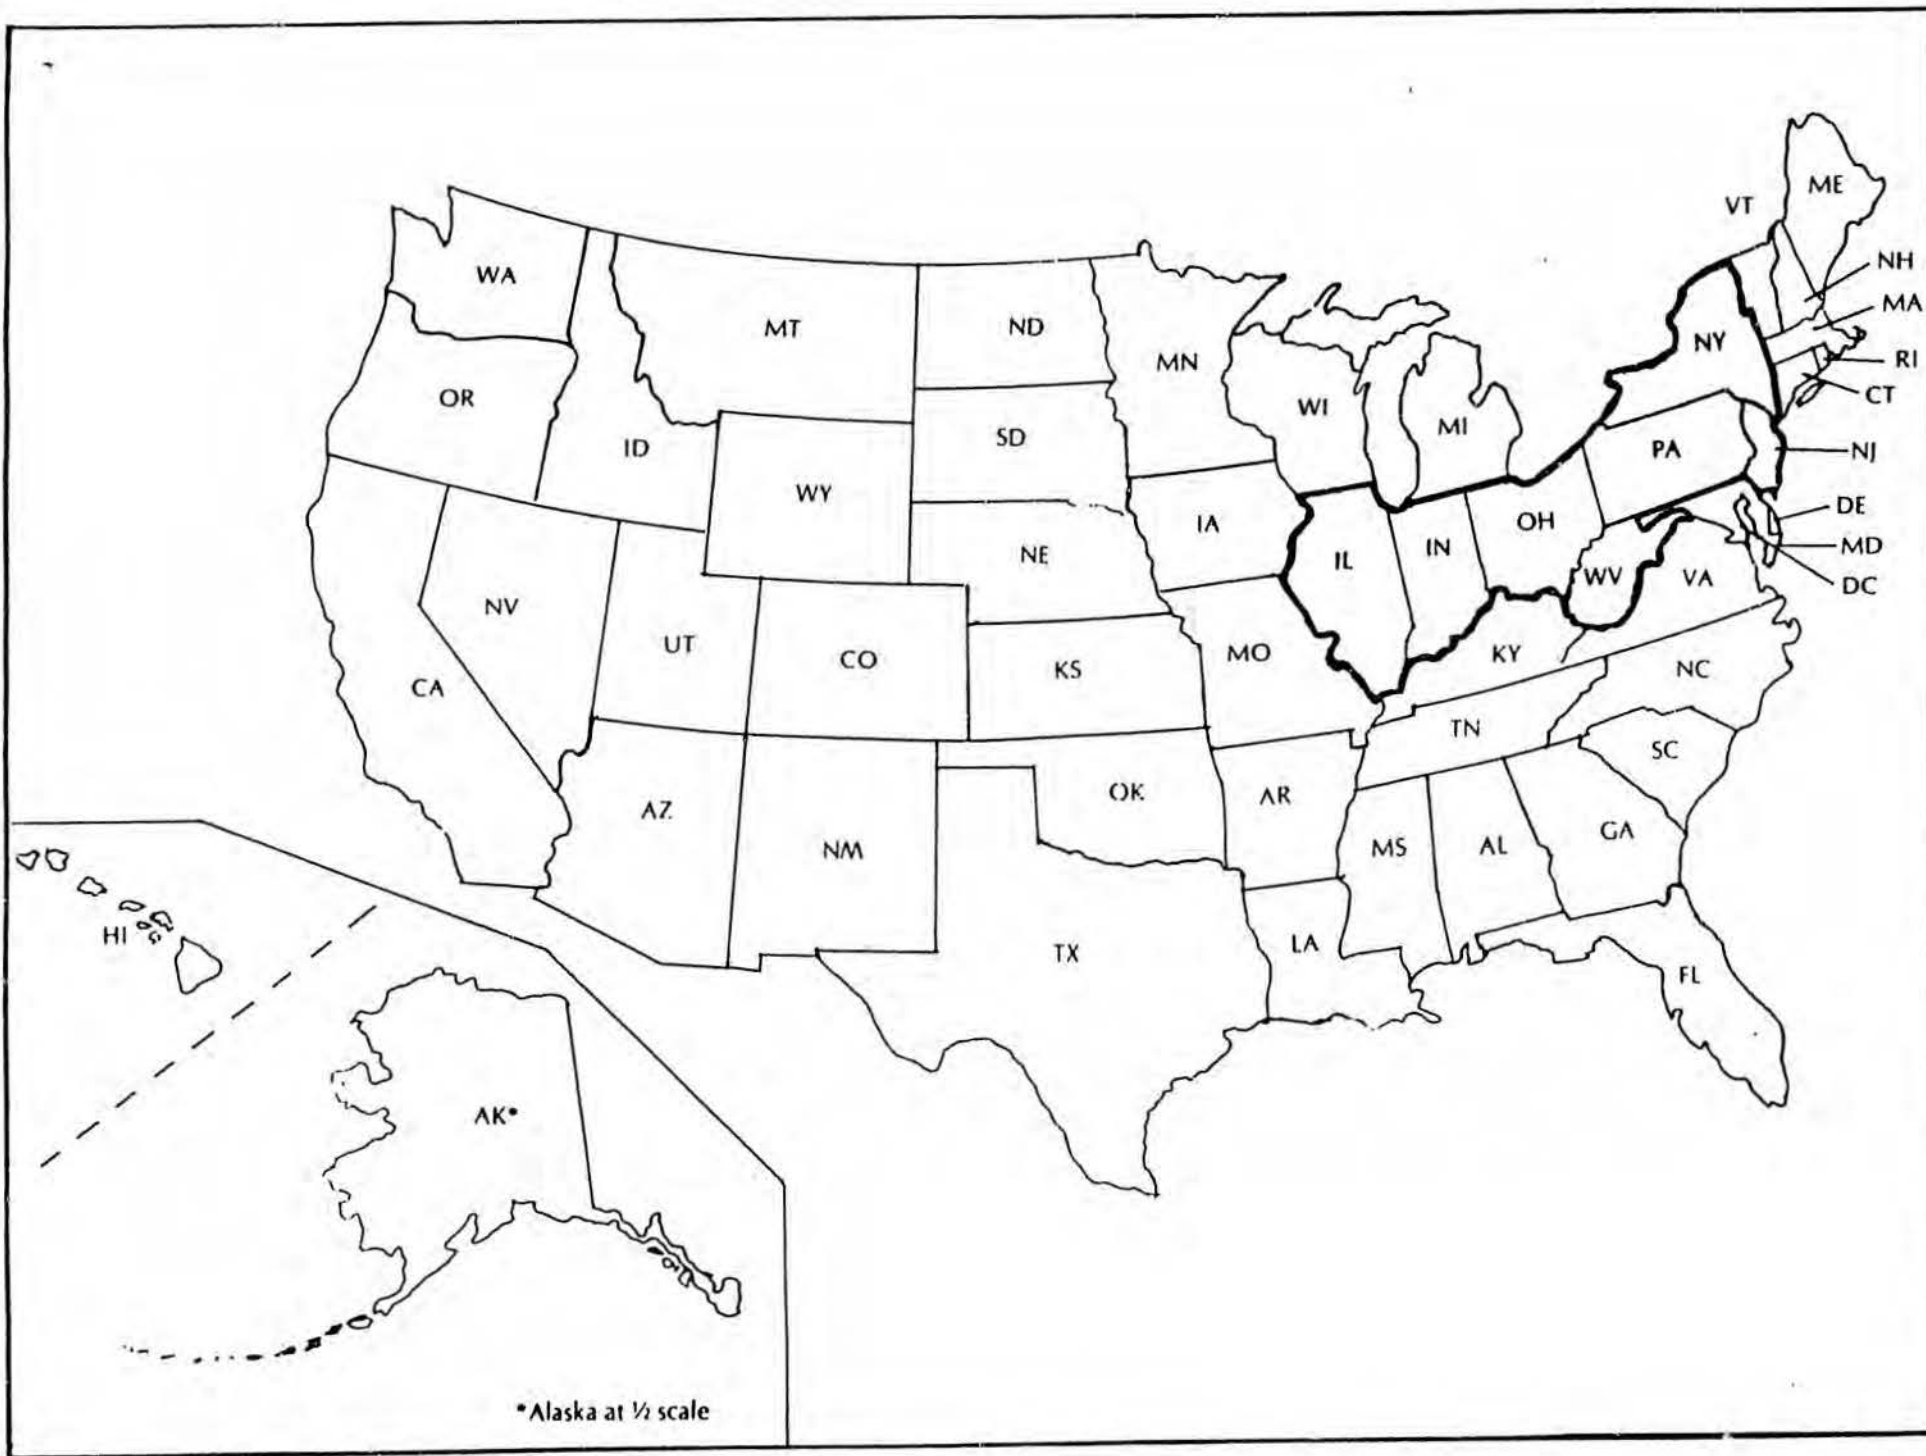 ME
VT
NH
WA
MA
MT
ND
NY
MN
RI
OR
CT
WI
MI
SD
ID
PA
NJ
WY
DE
IA
OH
MD
NE
IN
IL
WV
VA
DC
NV
UT
CO
MO
KY
KS
NC
CA
TN
SC
OK
AR
AZ
GA
NM
MS
AL
HI
LA
TX
FL
AK*
*Alaska at ½ scale